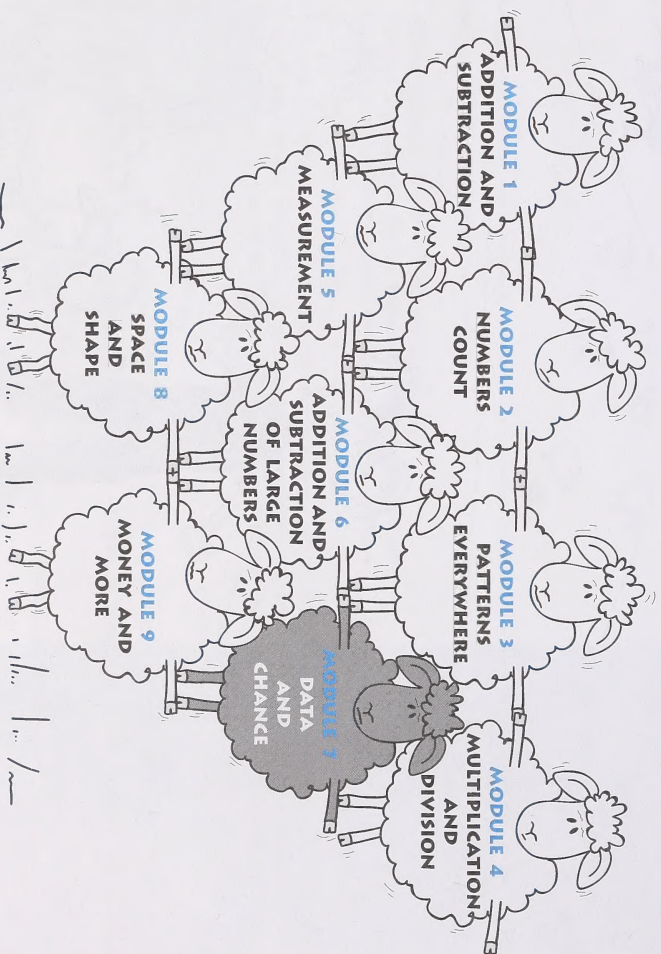 MODULE 1
ADDITION AND
SUBTRACTION
MODULE 2
NUMBERS
COUNT
MODULE 3
PATTERNS
EVERYWHERE
MODULE 4
MULTIPLICATION
AND
DIVISION
MODULE 5
MEASUREMENT
MODULE 6
ADDITION AND
SUBTRACTION
OF LARGE
NUMBERS
MODULE 7
DATA
AND
CHANCE
MODULE 8
SPACE
AND
SHAPE
MODULE 9
MONEY AND
MORE